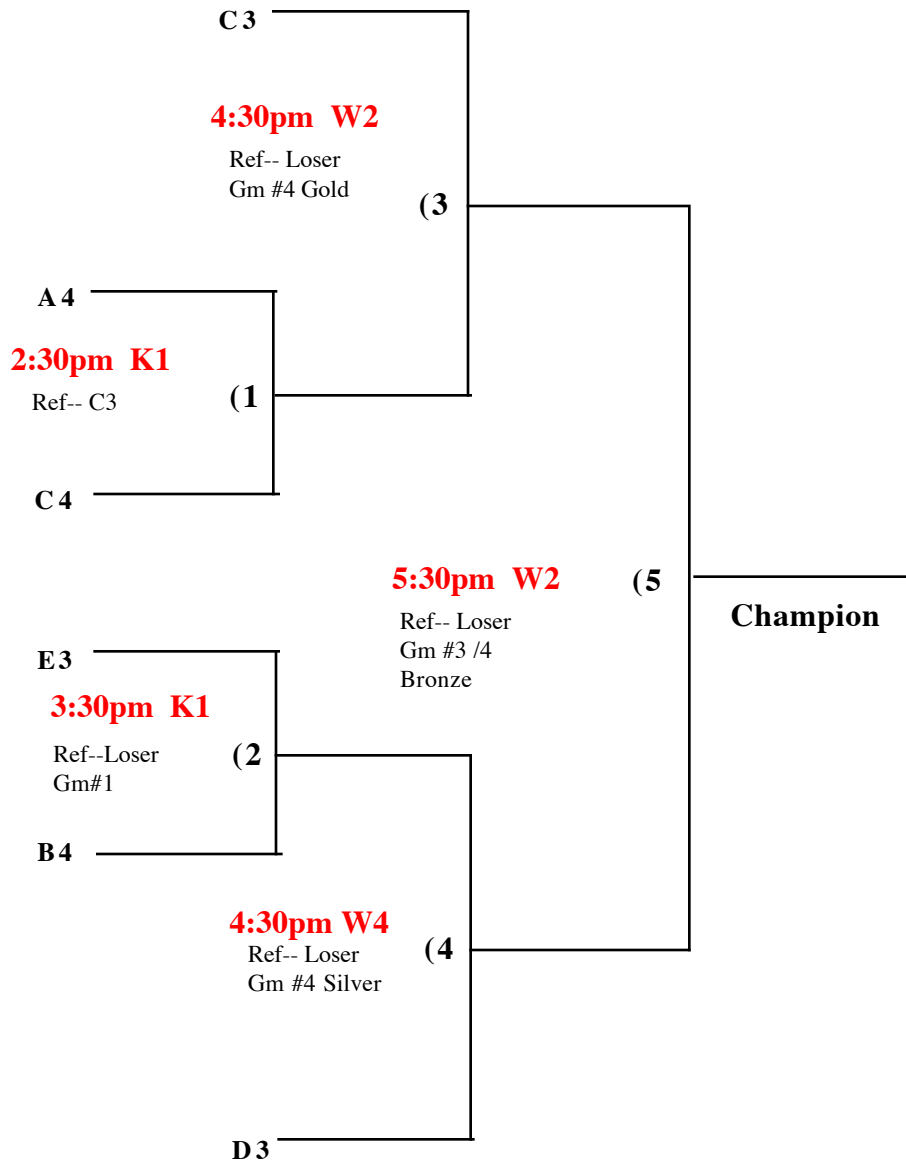 C 3
4:30pm  W2
Ref-- Loser
Gm #4 Gold
(3
A 4
2:30pm  K1
Ref-- C3
(1
C 4
5:30pm  W2
(5
Ref-- Loser
Gm #3 /4
Bronze
Champion
E 3
3:30pm  K1
Ref--Loser
Gm#1
(2
B 4
4:30pm W4
Ref-- Loser
Gm #4 Silver
(4
D 3